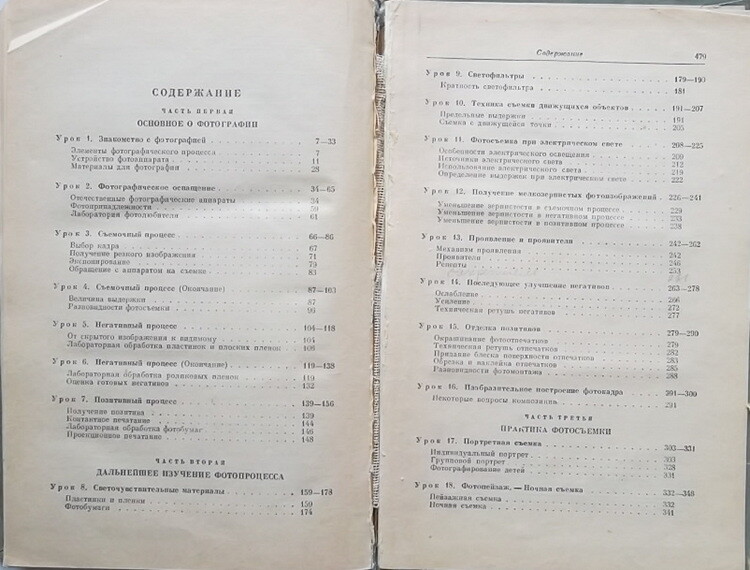 СОДЕРЖАНИЕ
ЧАСТЬ ПЕРВАЯ
ОСНОВНОЕ О ФОТОГРАФИИ
Урок 1. Знакомство с фотографией 7—33
Элементы фотографического процесса 7
Устройство фотоаппарата 11
Материалы для фотографии 28
Урок 2. Фотографическое оснащение 34—65
Отечественные фотографические аппараты 34
Фотопринадлежности 50
Лаборатория фотолюбителя 61
Урок 3. Съемочный процесс 66—86
Выбор кадра 67
Получение резкого изображения 71
Экспонирование 79
Обращение с аппаратом на съемке 83
Урок 4. Съемочный процесс (Окончание) 87—103
Величина выдержки 87
Разновидности фотосъемки 96
Урок 5. Негативный процесс 104—118
От скрытого изображения к видимому 104
Лабораторная обработка пластинок и плоских пленок 106
Урок 6. Негативный процесс (Окончание) 119—138
Лабораторная обработка роликовых пленок 119
Оценка готовых негативов 132
Урок 7. Позитивный процесс 139—156
Получение позитива 139
Контактное печатание 144
Лабораторная обработка фотобумаг 146
Проекционное печатание 148
ЧАСТЬ ВТОРАЯ
ДАЛЬНЕЙШЕЕ ИЗУЧЕНИЕ ФОТОПРОЦЕССА
Урок 8. Светочувствительные материалы 159—178
Пластинки и пленки 159
Фотобумаги 174
Содержание 479
Урок 9. Светофильтры 179—190
Кратность светофильтра 181
Урок 10. Техника съемки движущихся объектов 191—207
Предельные выдержки 191
Съемка с движущейся точки 205
Урок 11. Фотосъемка при электрическом свете 208—225
Особенности электрического освещения 209
Источники электрического света 212
Использование электрического света 219
Определение выдержки при электрическом свете 222
Урок 12. Получение мелкозернистых фотоизображений 226—241
Уменьшение зернистости в съемочном процессе 229
Уменьшение зернистости в негативном процессе 233
Уменьшение зернистости в позитивном процессе 238
Урок 13. Проявление и проявители 242—262
Механизм проявления 242
Проявители 246
Рецепты 253
Урок 14. Последующее улучшение негативов 263—278
Ослабление 266
Усиление 272
Техническая ретушь негативов 277
Урок 15. Отделка позитивов 279—290
Окрашивание фотоотпечатков 279
Техническая ретушь отпечатков 282
Придание блеска поверхности отпечатков 283
Обрезка и наклейка отпечатков 285
Разновидности фотомонтажа 288
Урок 16. Изобразительное построение фотокадра 291—300
Некоторые вопросы композиции 291
ЧАСТЬ ТРЕТЬЯ
ПРАКТИКА ФОТОСЪЕМКИ
Урок 17. Портретная съемка 303—331
Индивидуальный портрет 303
Групповой портрет 328
Фотографирование детей 331
Урок 18. Фотопейзаж. — Ночная съемка 332—348
Пейзажная съемка 332
Ночная съемка 341